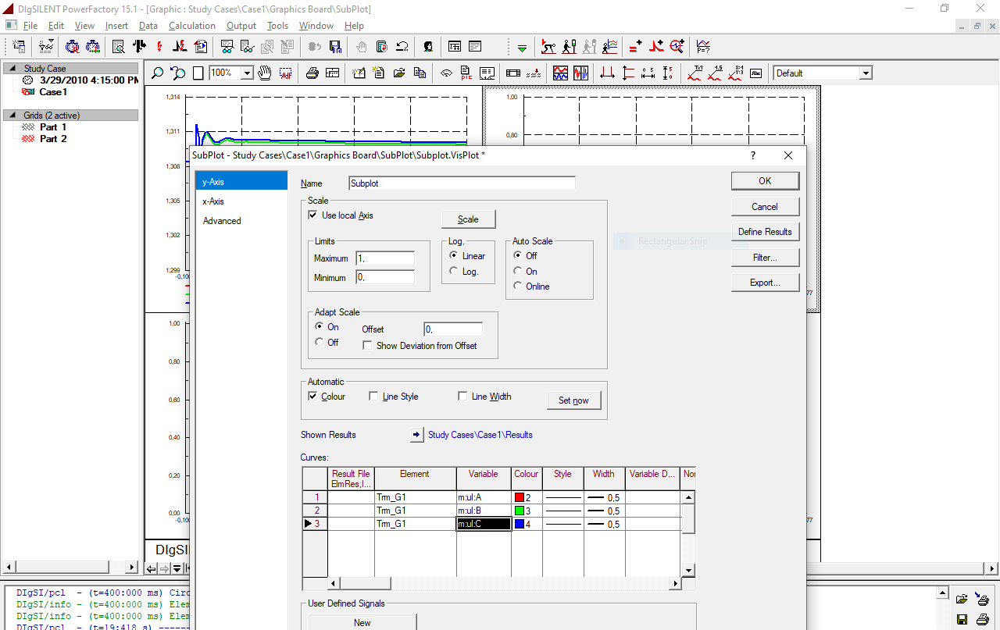 DIgSILENT PowerFactory 15.1 - [Graphic : Study Cases\Case1\Graphics Board\SubPlot]
File Edit View Insert Data Calculation Output Tools Window Help
100%
Default
Study Case
3/29/2010 4:15:00 PM
Case1
Grids (2 active)
Part 1
Part 2
1,314
1,311
1,308
1,305
1,302
1,299
-0,10
1,00
0,80
77
1,00
0,80
0,60
0,40
0,20
0,00
77
DIgSI
SubPlot - Study Cases\Case1\Graphics Board\SubPlot\Subplot.VisPlot *
?
y-Axis
x-Axis
Advanced
Name Subplot
OK
Cancel
Define Results
Filter...
Export...
Rectangular Snip
Scale
Use local Axis
Scale
Limits
Maximum 1,
Minimum 0,
Log.
Linear
Log.
Auto Scale
Off
On
Online
Adapt Scale
On
Off
Offset 0,
Show Deviation from Offset
Automatic
Colour Line Style Line Width Set now
Shown Results Study Cases\Case1\Results
Curves:
Result File Element Variable Colour Style Width Variable D... Nor
ElmRes,I...
1 Trm_G1 m:ul:A 2 0,5
2 Trm_G1 m:ul:B 3 0,5
3 Trm_G1 m:ul:C 4 0,5
User Defined Signals
New
DIgSI/pcl - (t=400:000 ms) Circ
DIgSI/info - (t=400:000 ms) Elem
DIgSI/info - (t=400:000 ms) Elem
DIgSI/pcl - (t=19:418 s) ------